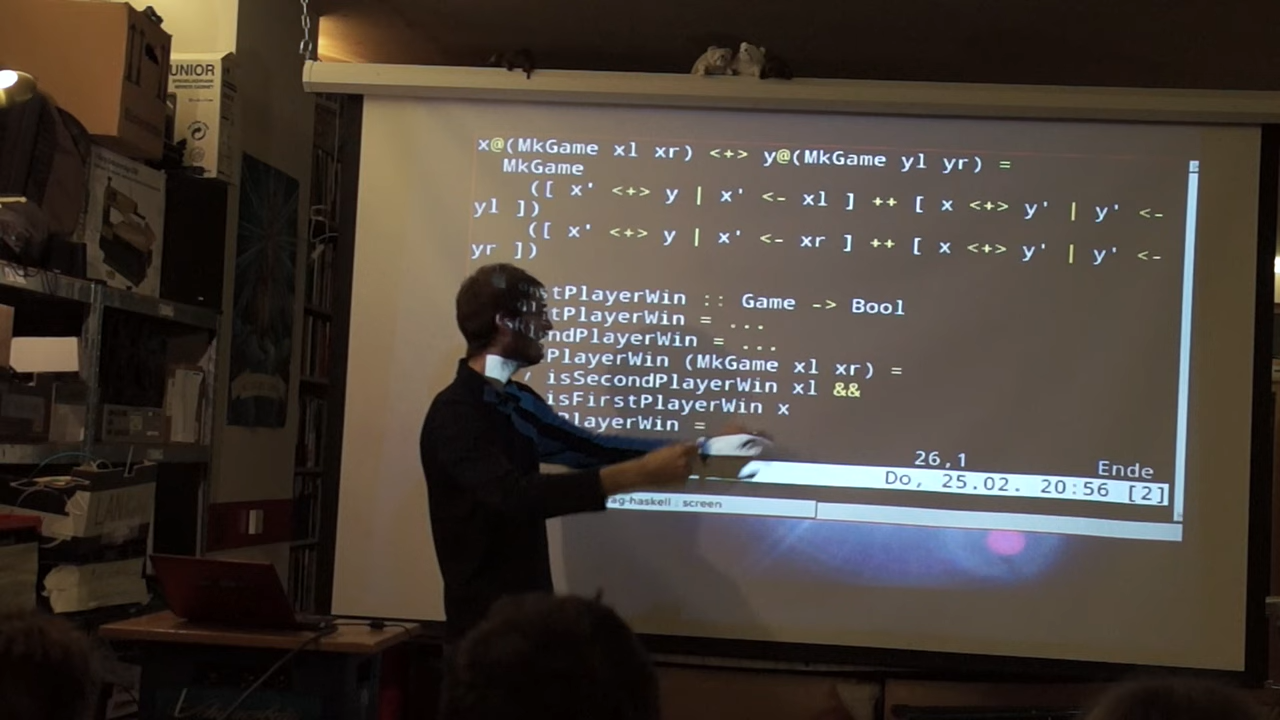 UNIOR
x@(MkGame xl xr) <+> y@(MkGame yl yr) =
MkGame
([ x' <+> y | x' <- xl ] ++ [ x <+> y' | y' <-
yl ])
([ x' <+> y | x' <- xr ] ++ [ x <+> y' | y' <-
yr ])
stPlayerWin :: Game -> Bool
tPlayerWin = ...
ndPlayerWin = ...
PlayerWin (MkGame xl xr) =
isSecondPlayerWin xl &&
isFirstPlayerWin x
PlayerWin =
26,1 Ende
Do, 25.02. 20:56 [2]
ag-haskell : screen